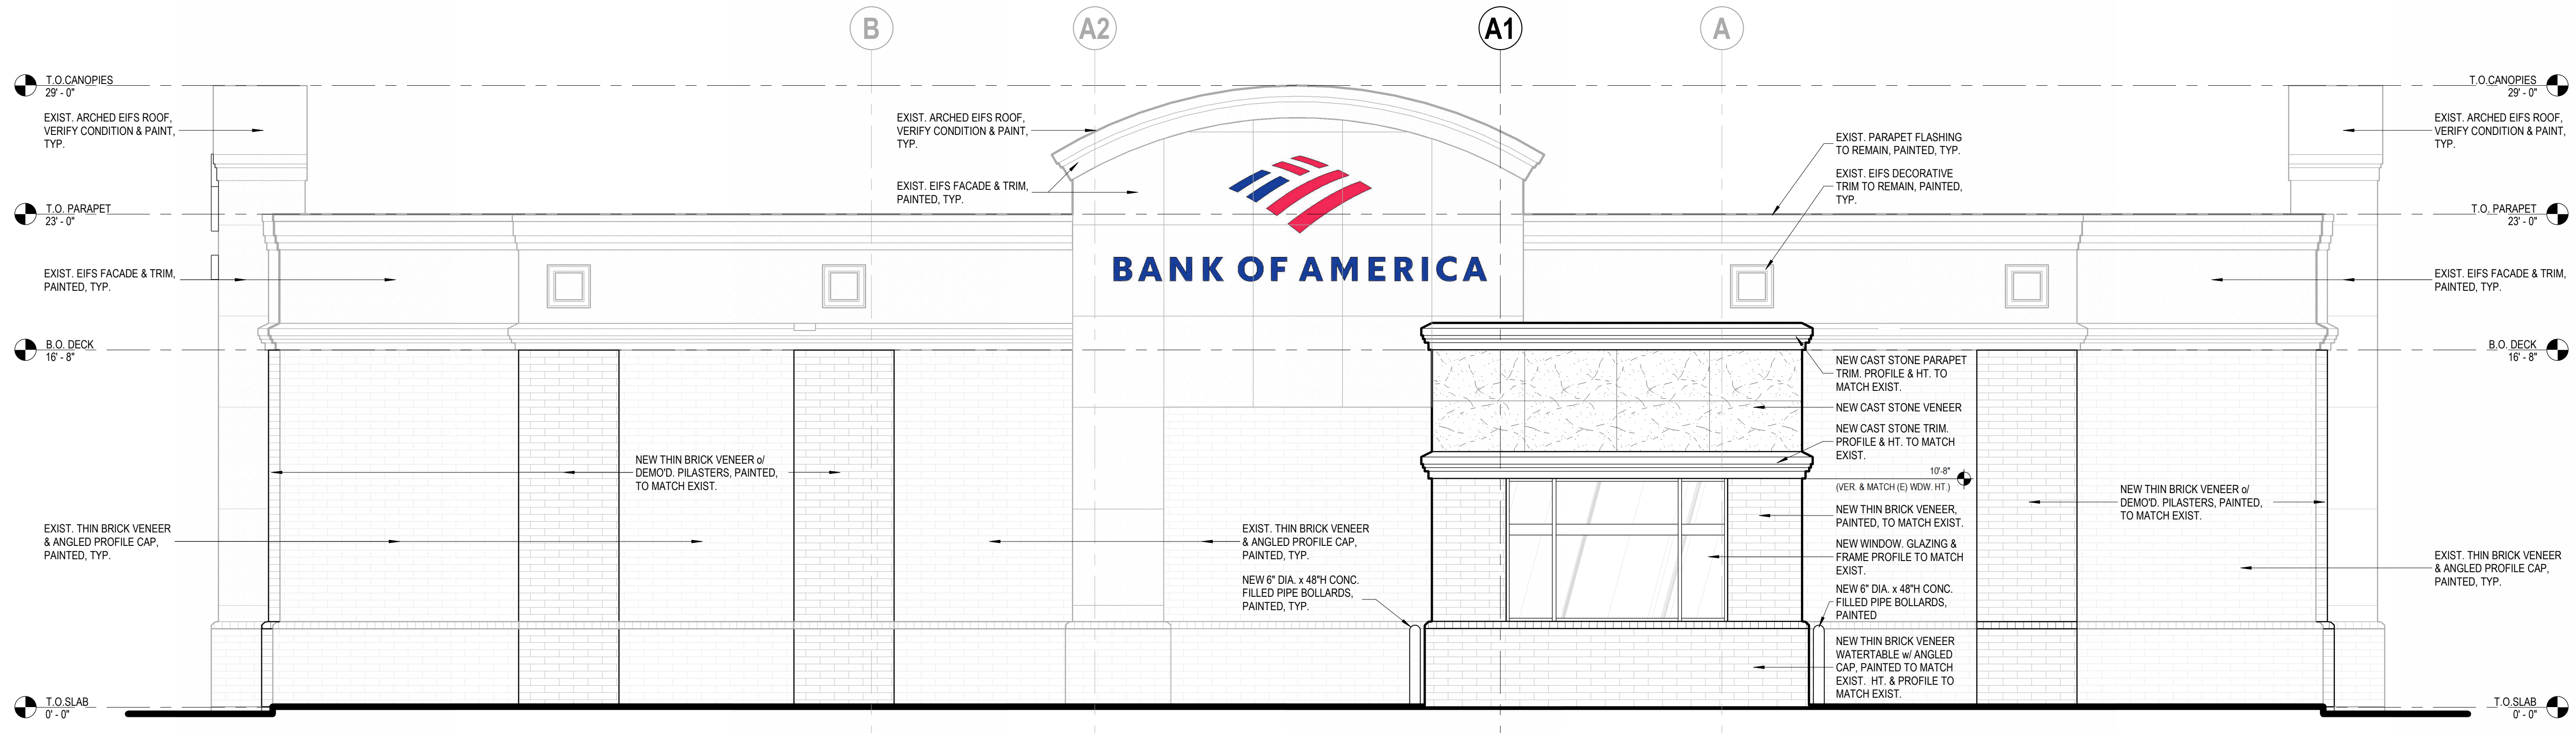 B
A2
A1
A
T.O.CANOPIES
29' - 0"
T.O.CANOPIES
29' - 0"
EXIST. ARCHED EIFS ROOF,
VERIFY CONDITION & PAINT,
TYP.
EXIST. ARCHED EIFS ROOF,
VERIFY CONDITION & PAINT,
TYP.
EXIST. PARAPET FLASHING
TO REMAIN, PAINTED, TYP.
EXIST. ARCHED EIFS ROOF,
VERIFY CONDITION & PAINT,
TYP.
EXIST. EIFS FACADE & TRIM,
PAINTED, TYP.
EXIST. EIFS DECORATIVE
TRIM TO REMAIN, PAINTED,
TYP.
T.O. PARAPET
23' - 0"
T.O. PARAPET
23' - 0"
EXIST. EIFS FACADE & TRIM,
PAINTED, TYP.
BANK OF AMERICA
EXIST. EIFS FACADE & TRIM,
PAINTED, TYP.
B.O. DECK
16' - 8"
B.O. DECK
16' - 8"
NEW CAST STONE PARAPET
TRIM. PROFILE & HT. TO
MATCH EXIST.
NEW CAST STONE VENEER
NEW CAST STONE TRIM.
PROFILE & HT. TO MATCH
EXIST.
NEW THIN BRICK VENEER o/
DEMO'D. PILASTERS, PAINTED,
TO MATCH EXIST.
10'-8"
(VER. & MATCH (E) WDW. HT.)
NEW THIN BRICK VENEER o/
DEMO'D. PILASTERS, PAINTED,
TO MATCH EXIST.
NEW THIN BRICK VENEER,
PAINTED, TO MATCH EXIST.
EXIST. THIN BRICK VENEER
& ANGLED PROFILE CAP,
PAINTED, TYP.
EXIST. THIN BRICK VENEER
& ANGLED PROFILE CAP,
PAINTED, TYP.
NEW WINDOW. GLAZING &
FRAME PROFILE TO MATCH
EXIST.
EXIST. THIN BRICK VENEER
& ANGLED PROFILE CAP,
PAINTED, TYP.
NEW 6" DIA. x 48"H CONC.
FILLED PIPE BOLLARDS,
PAINTED, TYP.
NEW 6" DIA. x 48"H CONC.
FILLED PIPE BOLLARDS,
PAINTED
NEW THIN BRICK VENEER
WATERTABLE w/ ANGLED
CAP, PAINTED TO MATCH
EXIST. HT. & PROFILE TO
MATCH EXIST.
T.O.SLAB
0' - 0"
T.O.SLAB
0' - 0"